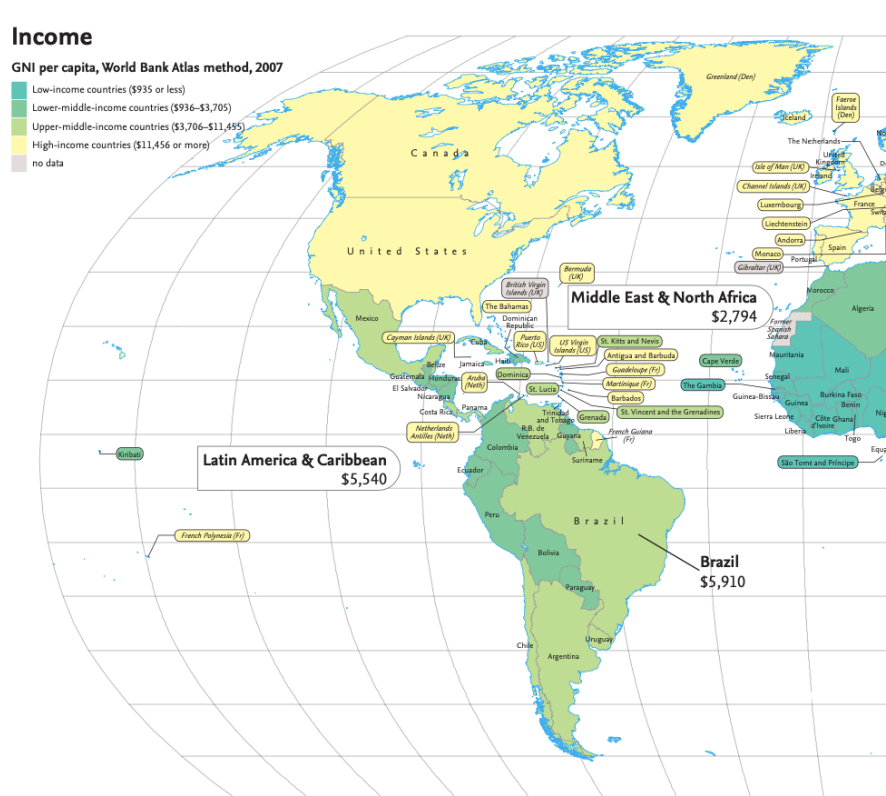 Income
GNI per capita, World Bank Atlas method, 2007
Low-income countries ($935 or less)
Lower-middle-income countries ($936–$3,705)
Upper-middle-income countries ($3,706–$11,455)
High-income countries ($11,456 or more)
no data
Greenland (Den)
Faeroe
Islands
(Den)
Iceland
The Netherlands
United
Kingdom
Isle of Man (UK)
Ireland
Channel Islands (UK)
Luxembourg
France
Liechtenstein
Andorra
Spain
Monaco
Portugal
Gibraltar (UK)
Canada
United States
Bermuda
(UK)
British Virgin
Islands (UK)
The Bahamas
Middle East & North Africa
$2,794
Morocco
Algeria
Former
Spanish
Sahara
Mexico
Dominican
Republic
Cayman Islands (UK)
Cuba
Puerto
Rico (US)
US Virgin
Islands (US)
St. Kitts and Nevis
Antigua and Barbuda
Mauritania
Belize
Jamaica
Haiti
Guadeloupe (Fr)
Cape Verde
Mali
Guatemala
Honduras
Aruba
(Neth)
Dominica
Martinique (Fr)
The Gambia
Senegal
El Salvador
Nicaragua
St. Lucia
Barbados
Guinea-Bissau
Guinea
Burkina Faso
Benin
Costa Rica
Panama
Trinidad
and Tobago
Grenada
St. Vincent and the Grenadines
Sierra Leone
Côte
d'Ivoire
Ghana
Liberia
Togo
Netherlands
Antilles (Neth)
R.B. de
Venezuela
Guyana
French Guiana
(Fr)
Suriname
Colombia
Kiribati
Latin America & Caribbean
$5,540
São Tomé and Príncipe
Ecuador
Peru
Brazil
French Polynesia (Fr)
Bolivia
Brazil
$5,910
Paraguay
Chile
Uruguay
Argentina